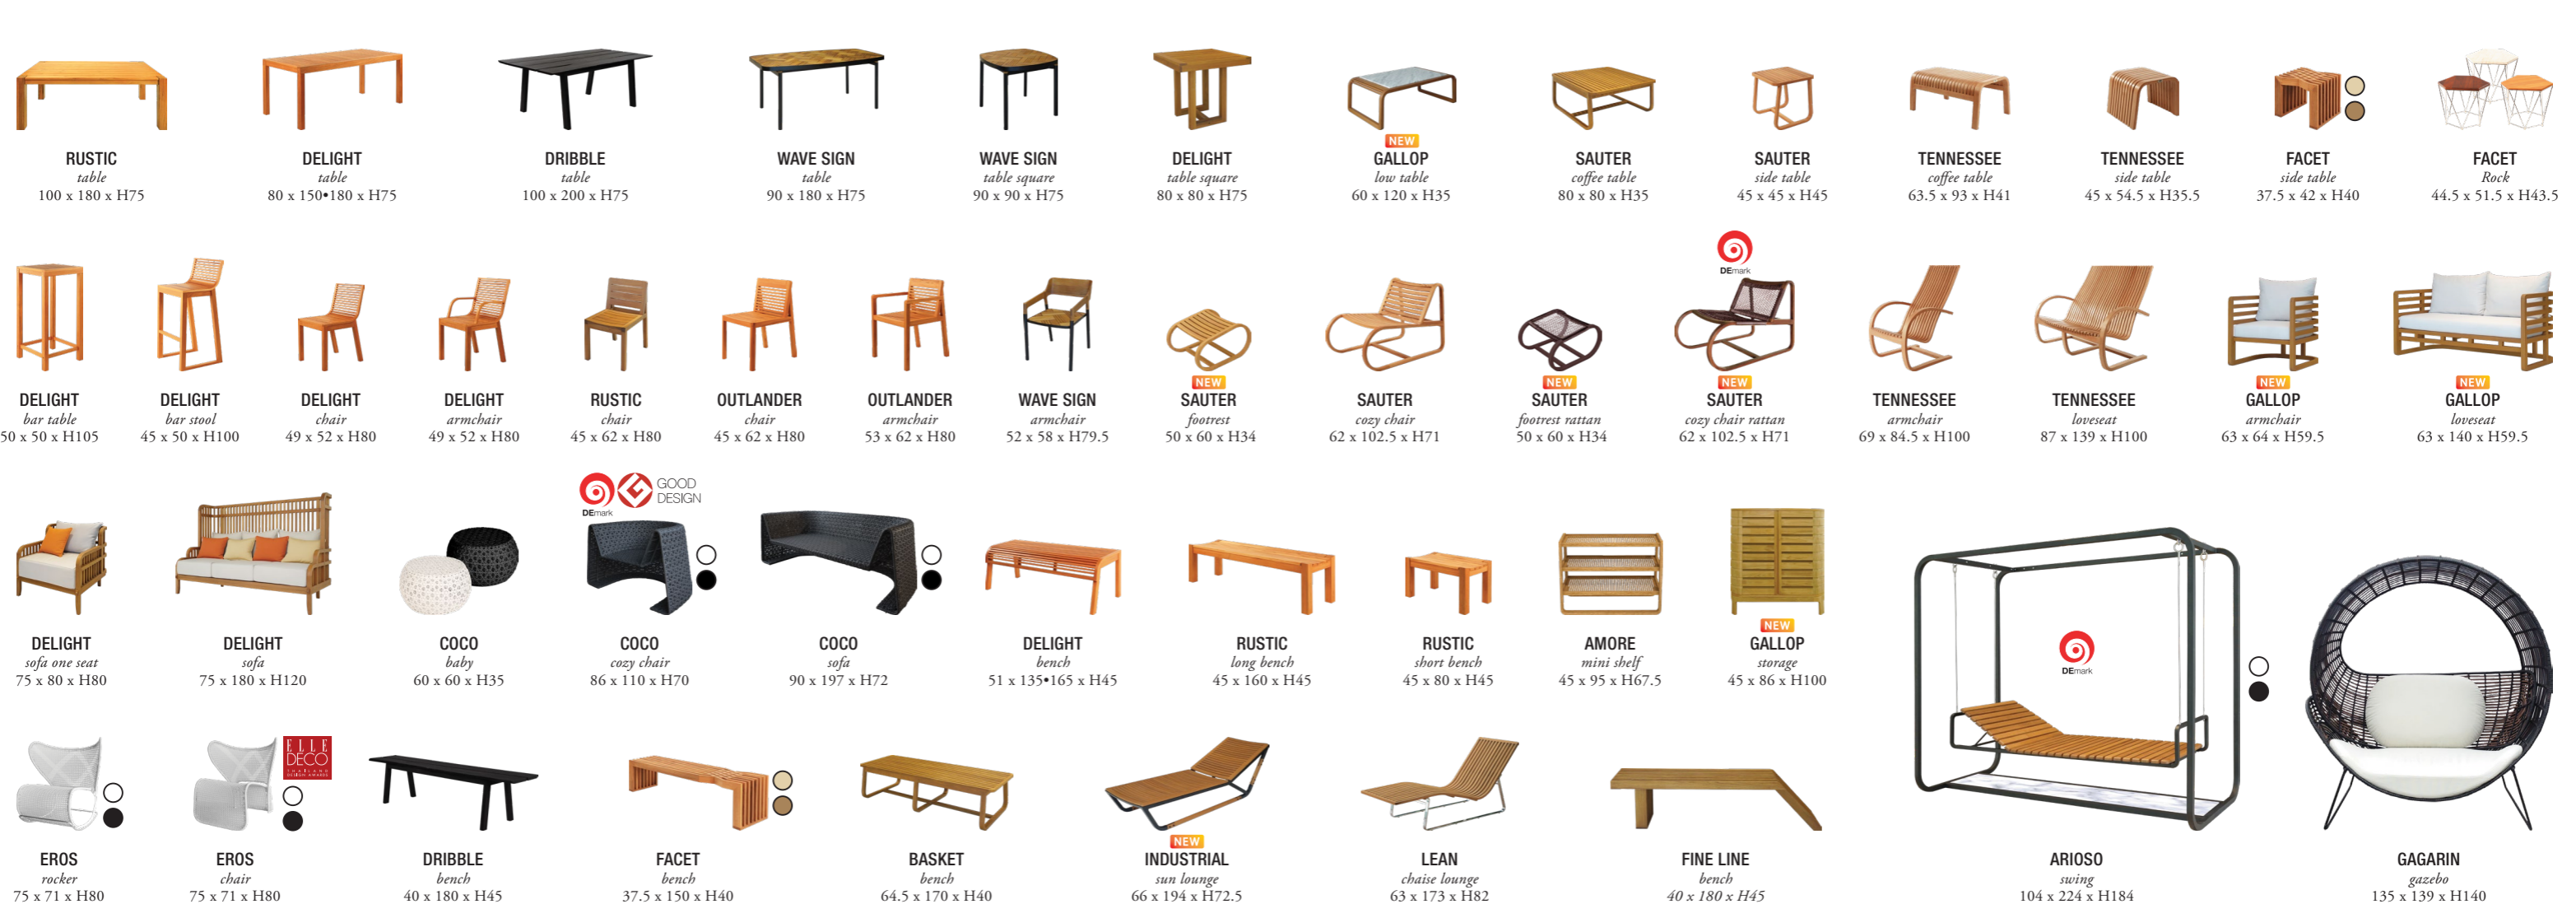 RUSTIC
table
100 x 180 x H75
DELIGHT
table
80 x 150•180 x H75
DRIBBLE
table
100 x 200 x H75
WAVE SIGN
table
90 x 180 x H75
WAVE SIGN
table square
90 x 90 x H75
DELIGHT
table square
80 x 80 x H75
NEW
GALLOP
low table
60 x 120 x H35
SAUTER
coffee table
80 x 80 x H35
SAUTER
side table
45 x 45 x H45
TENNESSEE
coffee table
63.5 x 93 x H41
TENNESSEE
side table
45 x 54.5 x H35.5
FACET
side table
37.5 x 42 x H40
FACET
Rock
44.5 x 51.5 x H43.5
DELIGHT
bar table
50 x 50 x H105
DELIGHT
bar stool
45 x 50 x H100
DELIGHT
chair
49 x 52 x H80
DELIGHT
armchair
49 x 52 x H80
RUSTIC
chair
45 x 62 x H80
OUTLANDER
chair
45 x 62 x H80
OUTLANDER
armchair
53 x 62 x H80
WAVE SIGN
armchair
52 x 58 x H79.5
NEW
SAUTER
footrest
50 x 60 x H34
SAUTER
cozy chair
62 x 102.5 x H71
NEW
SAUTER
footrest rattan
50 x 60 x H34
DEmark
NEW
SAUTER
cozy chair rattan
62 x 102.5 x H71
TENNESSEE
armchair
69 x 84.5 x H100
TENNESSEE
loveseat
87 x 139 x H100
NEW
GALLOP
armchair
63 x 64 x H59.5
NEW
GALLOP
loveseat
63 x 140 x H59.5
DELIGHT
sofa one seat
75 x 80 x H80
DELIGHT
sofa
75 x 180 x H120
COCO
baby
60 x 60 x H35
DEmark
GOOD
DESIGN
COCO
cozy chair
86 x 110 x H70
COCO
sofa
90 x 197 x H72
DELIGHT
bench
51 x 135•165 x H45
RUSTIC
long bench
45 x 160 x H45
RUSTIC
short bench
45 x 80 x H45
AMORE
mini shelf
45 x 95 x H67.5
NEW
GALLOP
storage
45 x 86 x H100
EROS
rocker
75 x 71 x H80
ELLE
DECO
THAILAND
DESIGN AWARDS
EROS
chair
75 x 71 x H80
DRIBBLE
bench
40 x 180 x H45
FACET
bench
37.5 x 150 x H40
BASKET
bench
64.5 x 170 x H40
NEW
INDUSTRIAL
sun lounge
66 x 194 x H72.5
LEAN
chaise lounge
63 x 173 x H82
FINE LINE
bench
40 x 180 x H45
DEmark
ARIOSO
swing
104 x 224 x H184
GAGARIN
gazebo
135 x 139 x H140